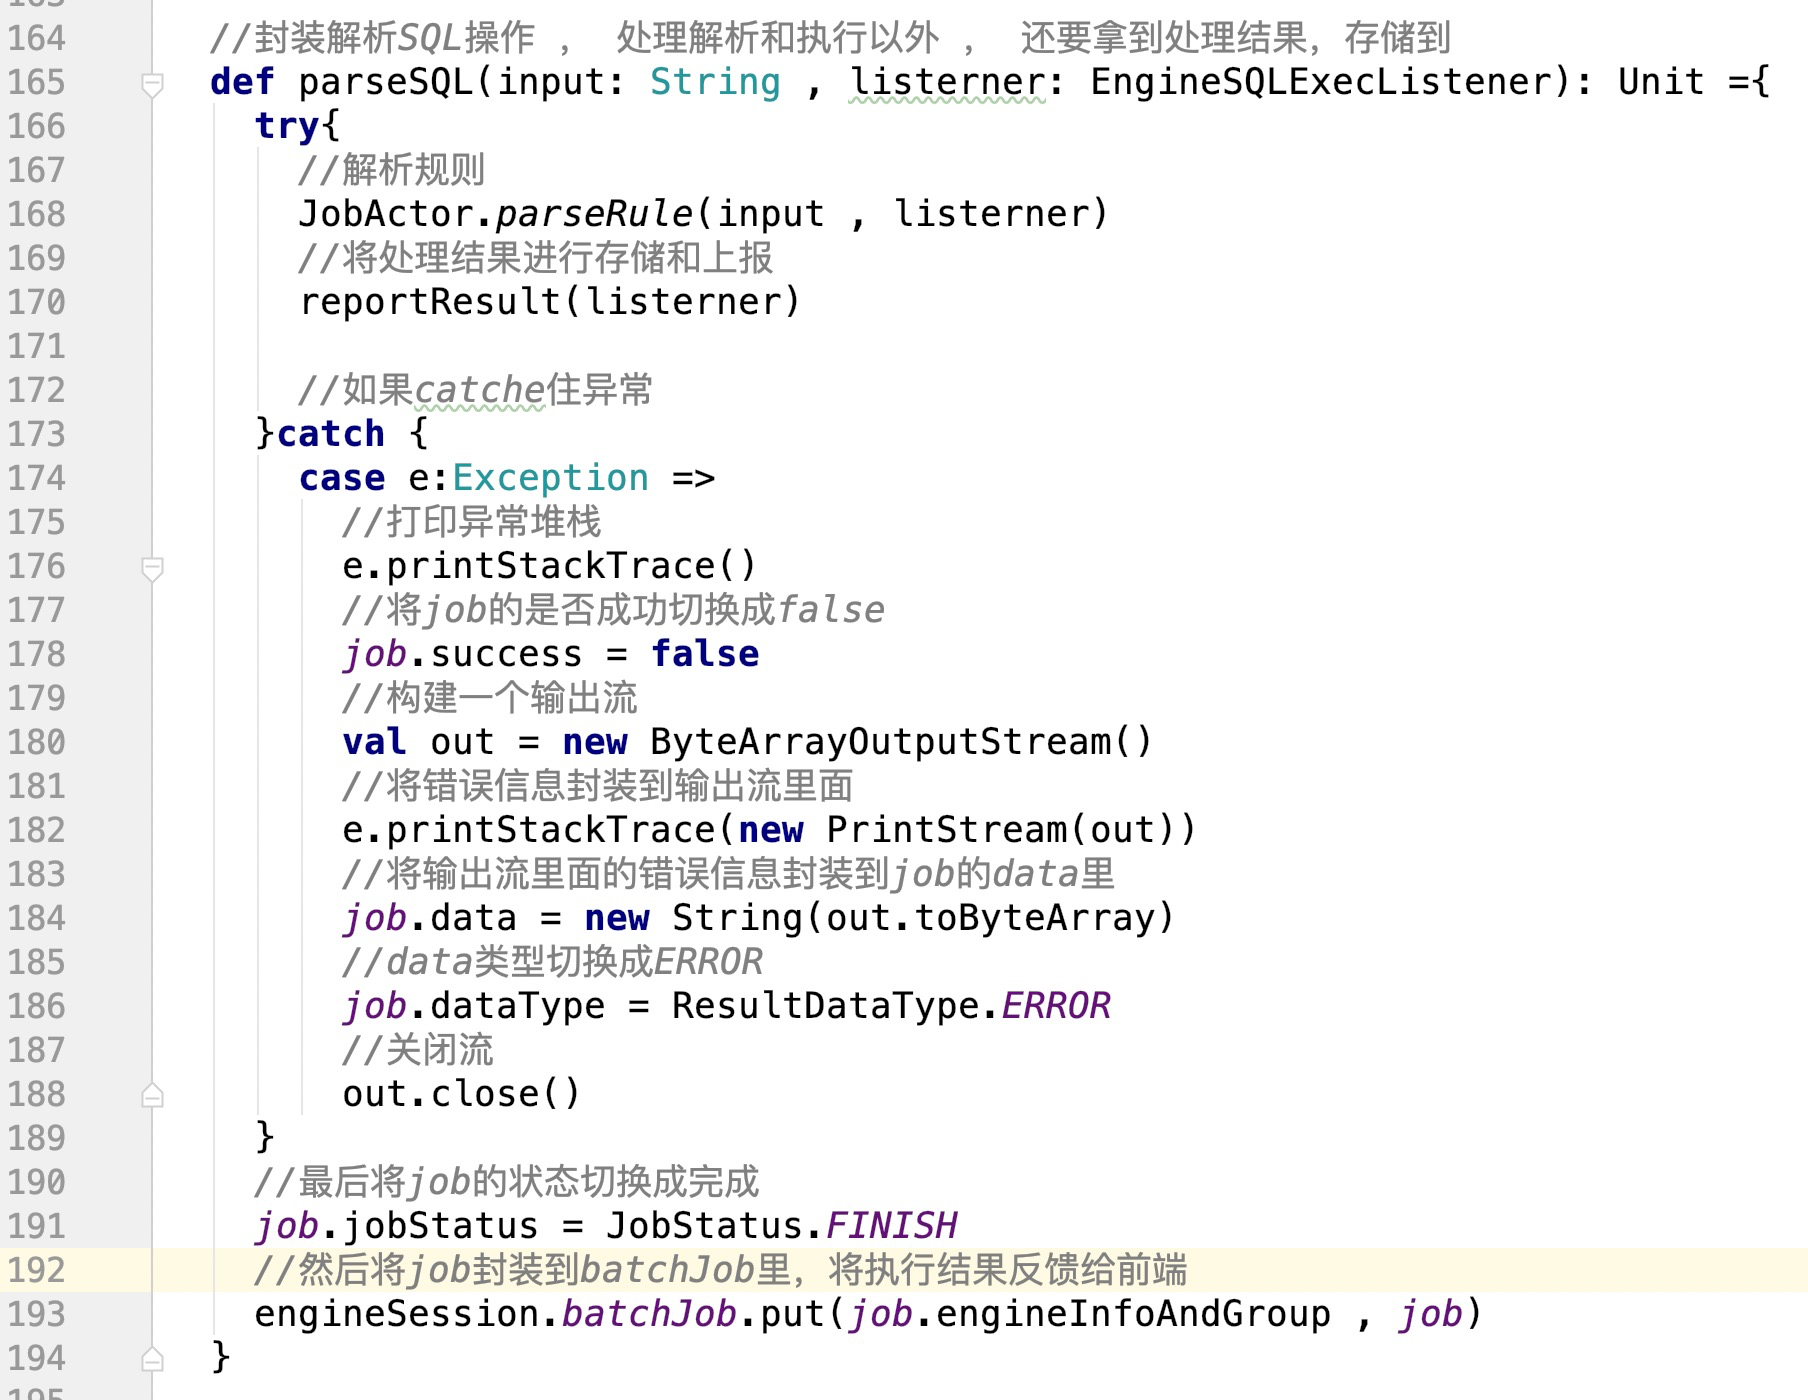 164 //封装解析SQL操作 ， 处理解析和执行以外 ， 还要拿到处理结果，存储到
165 def parseSQL(input: String , listerner: EngineSQLExecListener): Unit ={
166 try{
167 //解析规则
168 JobActor.parseRule(input , listerner)
169 //将处理结果进行存储和上报
170 reportResult(listerner)
171
172 //如果catche住异常
173 }catch {
174 case e:Exception =>
175 //打印异常堆栈
176 e.printStackTrace()
177 //将job的是否成功切换成false
178 job.success = false
179 //构建一个输出流
180 val out = new ByteArrayOutputStream()
181 //将错误信息封装到输出流里面
182 e.printStackTrace(new PrintStream(out))
183 //将输出流里面的错误信息封装到job的data里
184 job.data = new String(out.toByteArray)
185 //data类型切换成ERROR
186 job.dataType = ResultDataType.ERROR
187 //关闭流
188 out.close()
189 }
190 //最后将job的状态切换成完成
191 job.jobStatus = JobStatus.FINISH
192 //然后将job封装到batchJob里，将执行结果反馈给前端
193 engineSession.batchJob.put(job.engineInfoAndGroup , job)
194 }